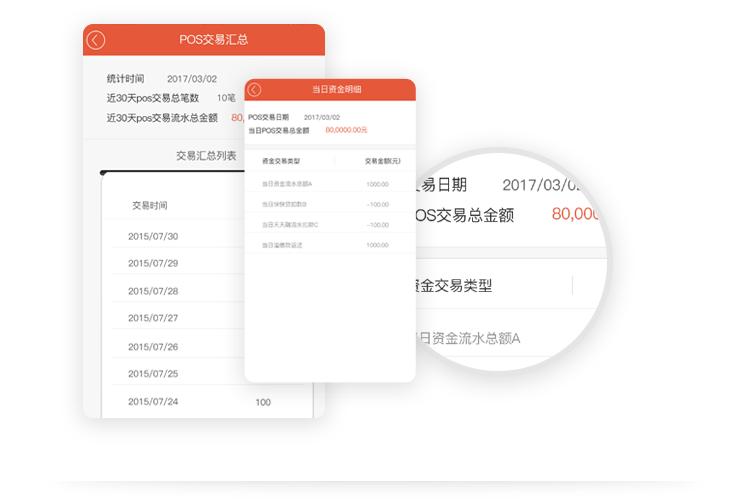 POS交易汇总
统计时间 2017/03/02
近30天pos交易总笔数 10笔
近30天pos交易流水总金额 80,
交易汇总列表
交易时间
2015/07/30
2015/07/29
2015/07/28
2015/07/27
2015/07/26
2015/07/25
2015/07/24 100
当日资金明细
POS交易日期 2017/03/02
当日POS交易总金额 80,0000.00元
资金交易类型 交易金额(元)
当日资金流水总额A 1000.00
当日快快贷扣款B -100.00
当日天天融流水扣款C -100.00
当日溢缴款返还 1000.00
易日期 2017/03/0
OS交易总金额 80,000
金交易类型
日资金流水总额A